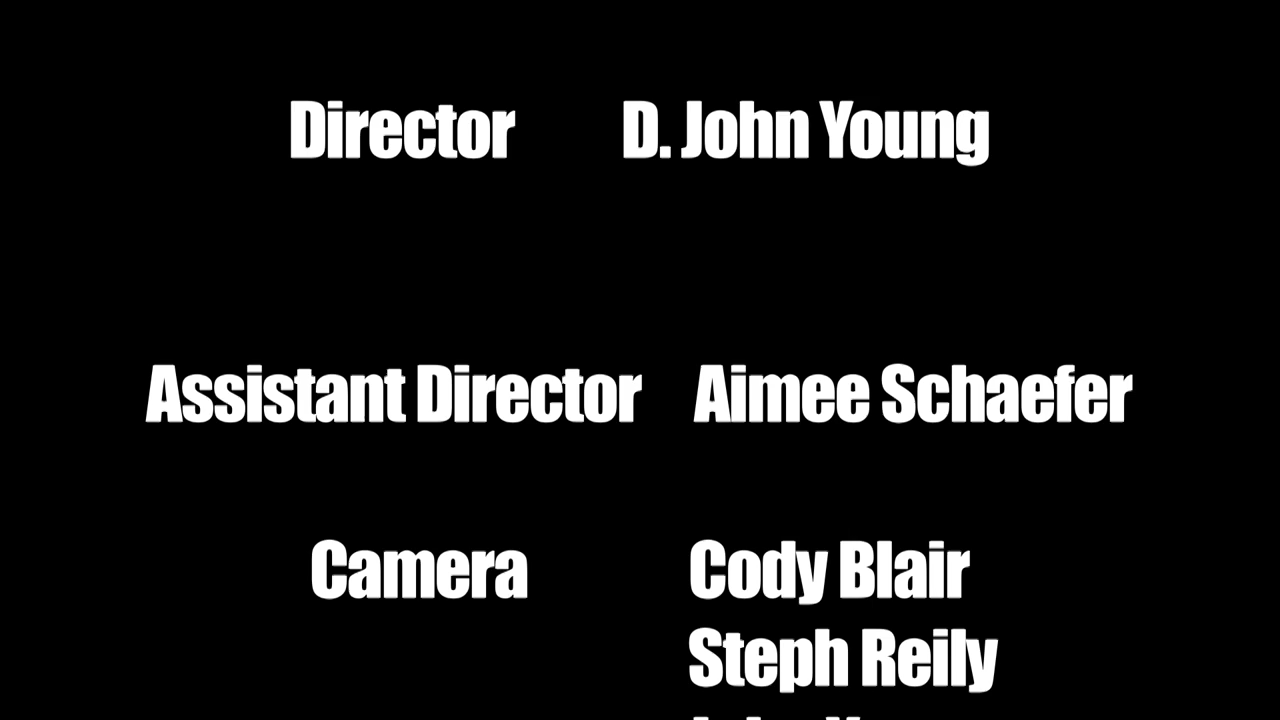 Director D. John Young
Assistant Director Aimee Schaefer
Camera Cody Blair
Steph Reily